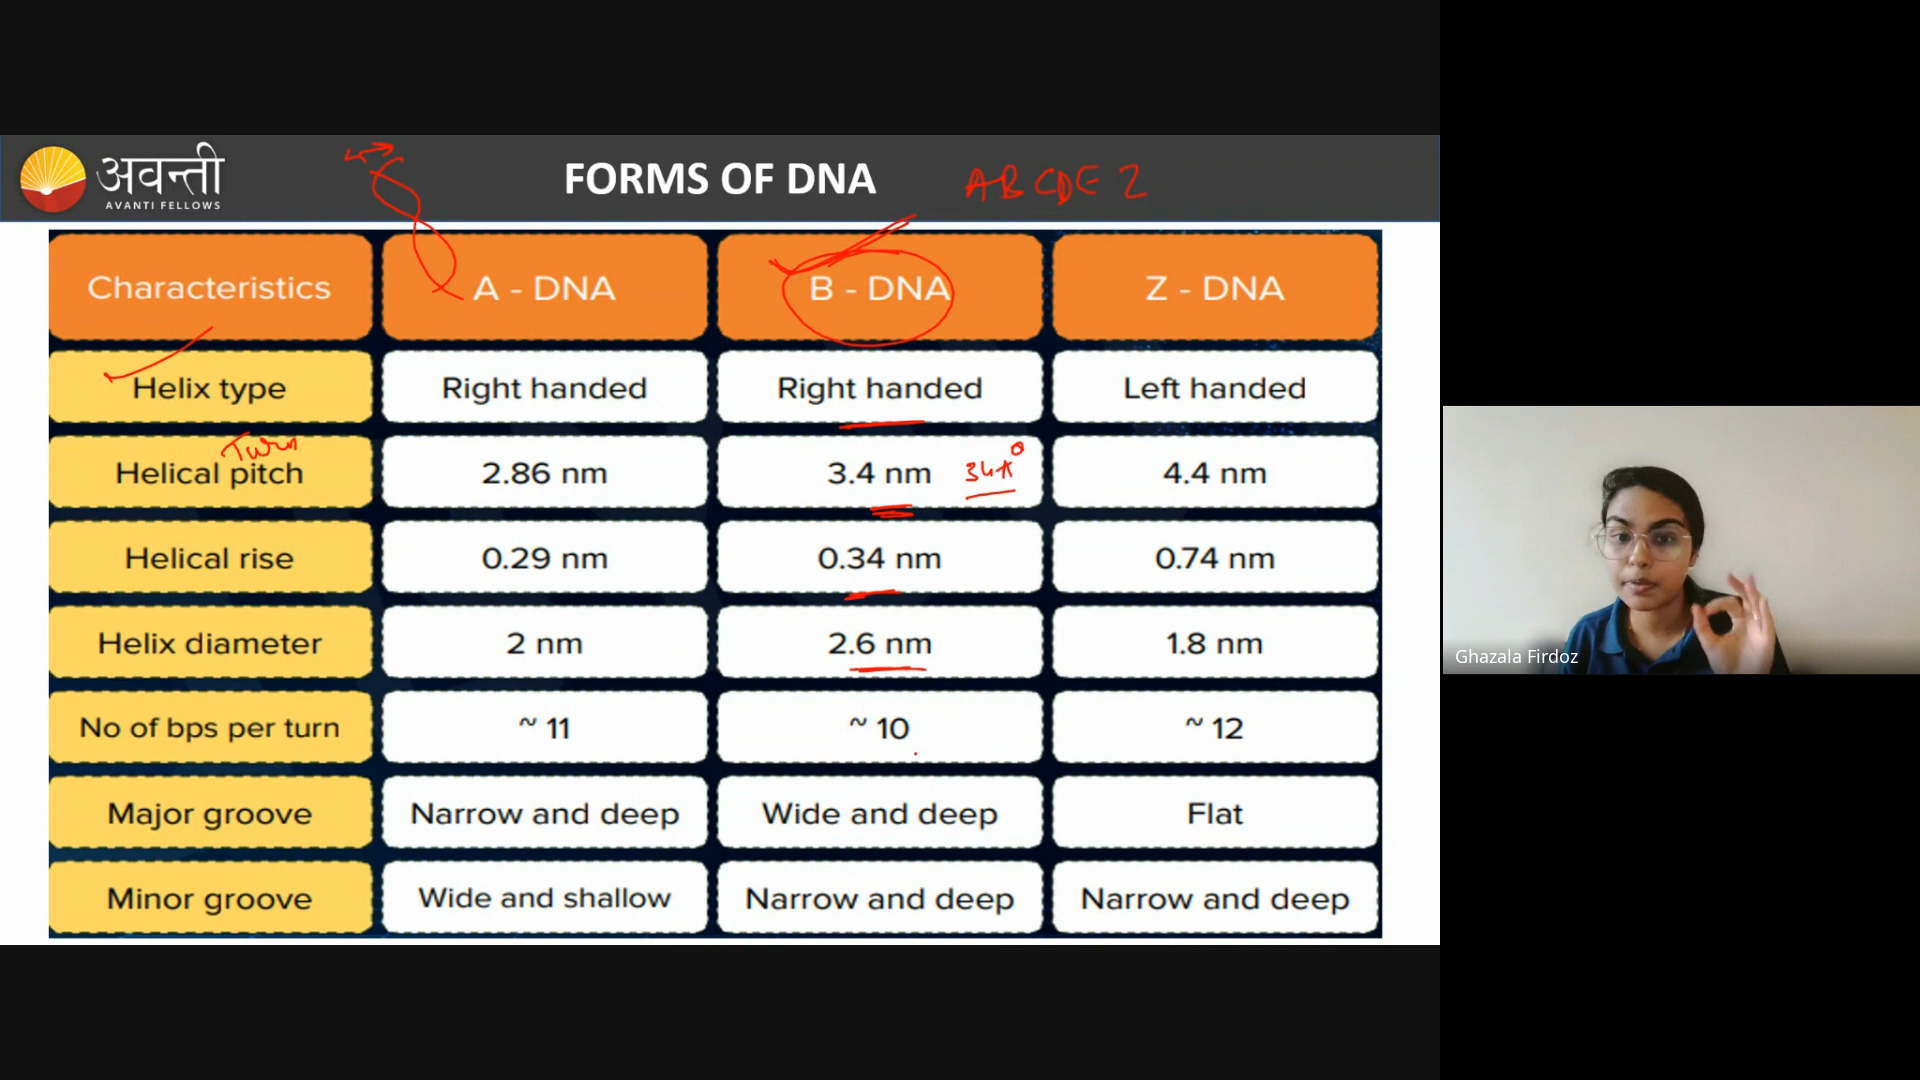 अवन्ती
AVANTI FELLOWS
FORMS OF DNA
A B C D E Z
Characteristics
A - DNA
B - DNA
Z - DNA
Helix type
Right handed
Right handed
Left handed
Turn
Helical pitch
2.86 nm
3.4 nm
34A°
4.4 nm
Helical rise
0.29 nm
0.34 nm
0.74 nm
Helix diameter
2 nm
2.6 nm
1.8 nm
No of bps per turn
~ 11
~ 10
~ 12
Major groove
Narrow and deep
Wide and deep
Flat
Minor groove
Wide and shallow
Narrow and deep
Narrow and deep
Ghazala Firdoz